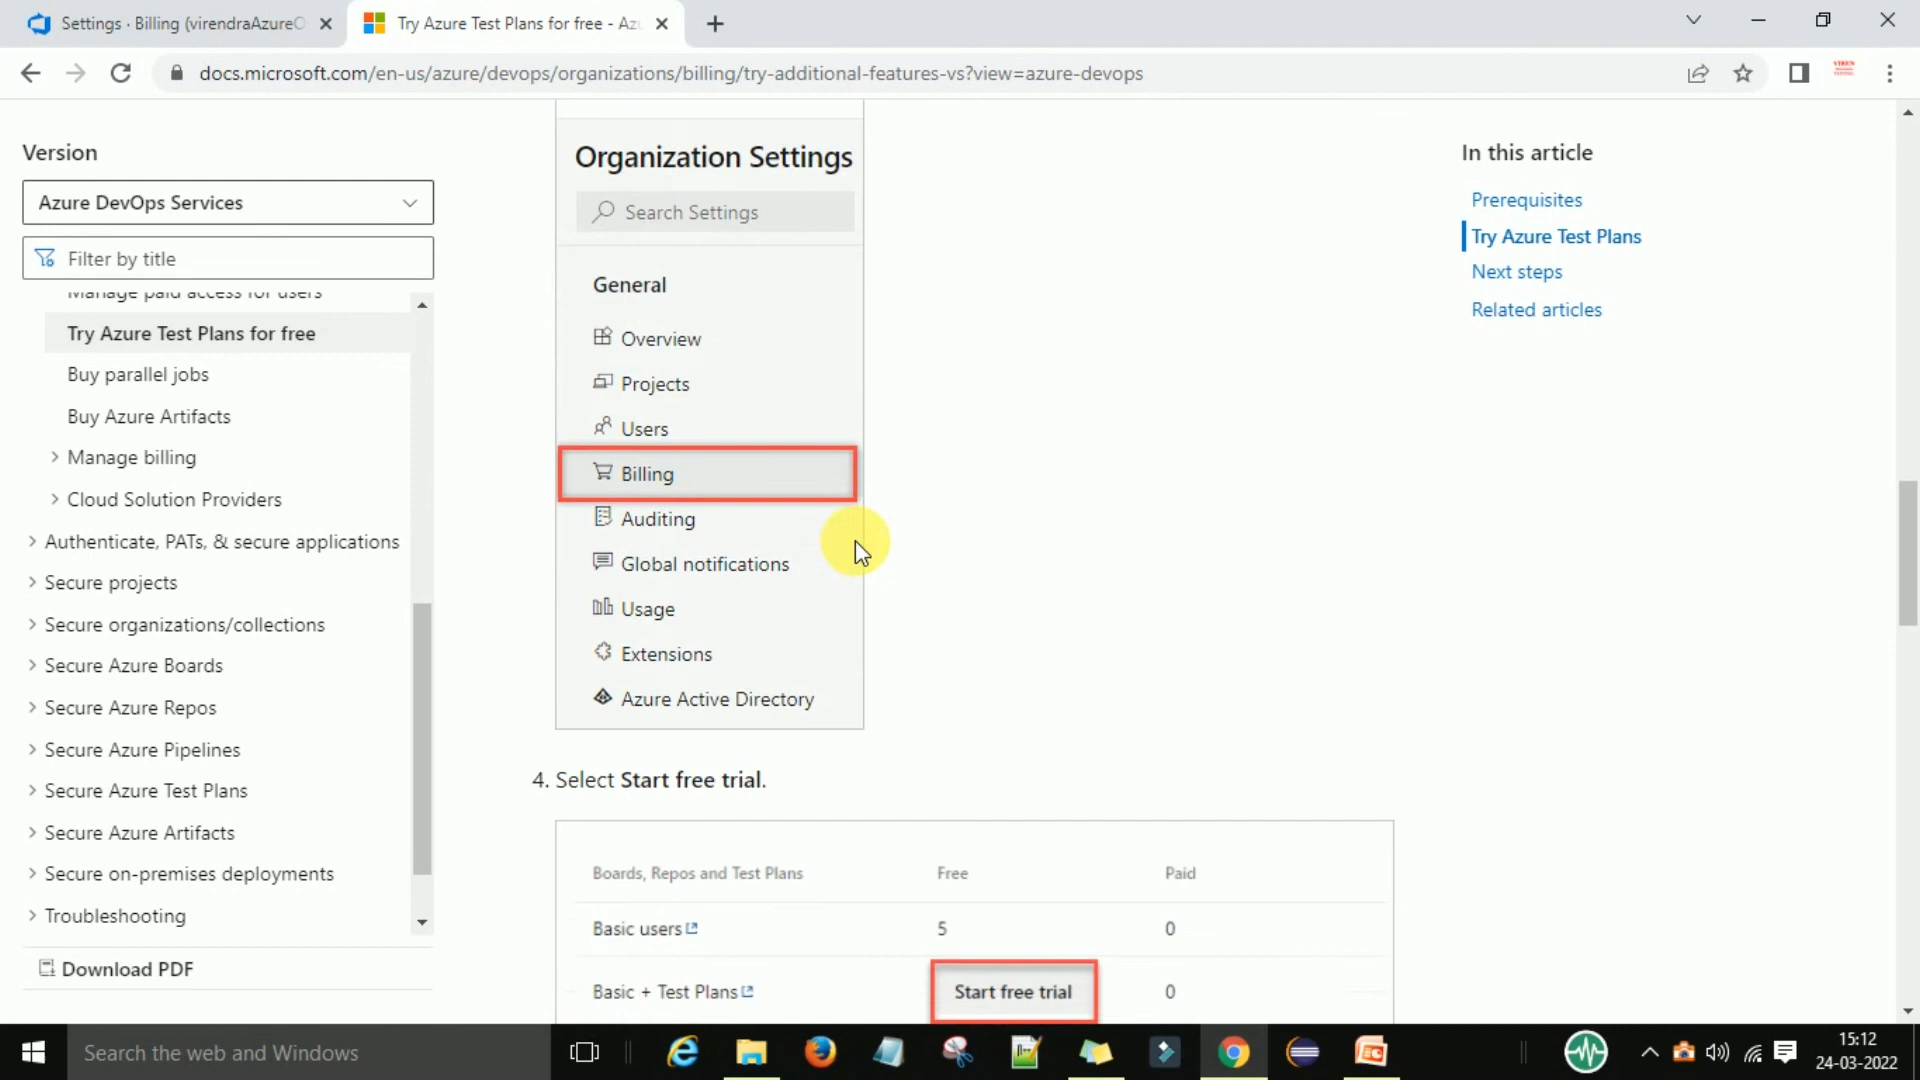 Settings · Billing (virendraAzureO
Try Azure Test Plans for free - Az
docs.microsoft.com/en-us/azure/devops/organizations/billing/try-additional-features-vs?view=azure-devops
Version
Azure DevOps Services
Filter by title
Manage paid access for users
Try Azure Test Plans for free
Buy parallel jobs
Buy Azure Artifacts
Manage billing
Cloud Solution Providers
Authenticate, PATs, & secure applications
Secure projects
Secure organizations/collections
Secure Azure Boards
Secure Azure Repos
Secure Azure Pipelines
Secure Azure Test Plans
Secure Azure Artifacts
Secure on-premises deployments
Troubleshooting
Download PDF
Organization Settings
Search Settings
General
Overview
Projects
Users
Billing
Auditing
Global notifications
Usage
Extensions
Azure Active Directory
4. Select Start free trial.
Boards, Repos and Test Plans Free Paid
Basic users 5 0
Basic + Test Plans Start free trial 0
In this article
Prerequisites
Try Azure Test Plans
Next steps
Related articles
Search the web and Windows
15:12
24-03-2022